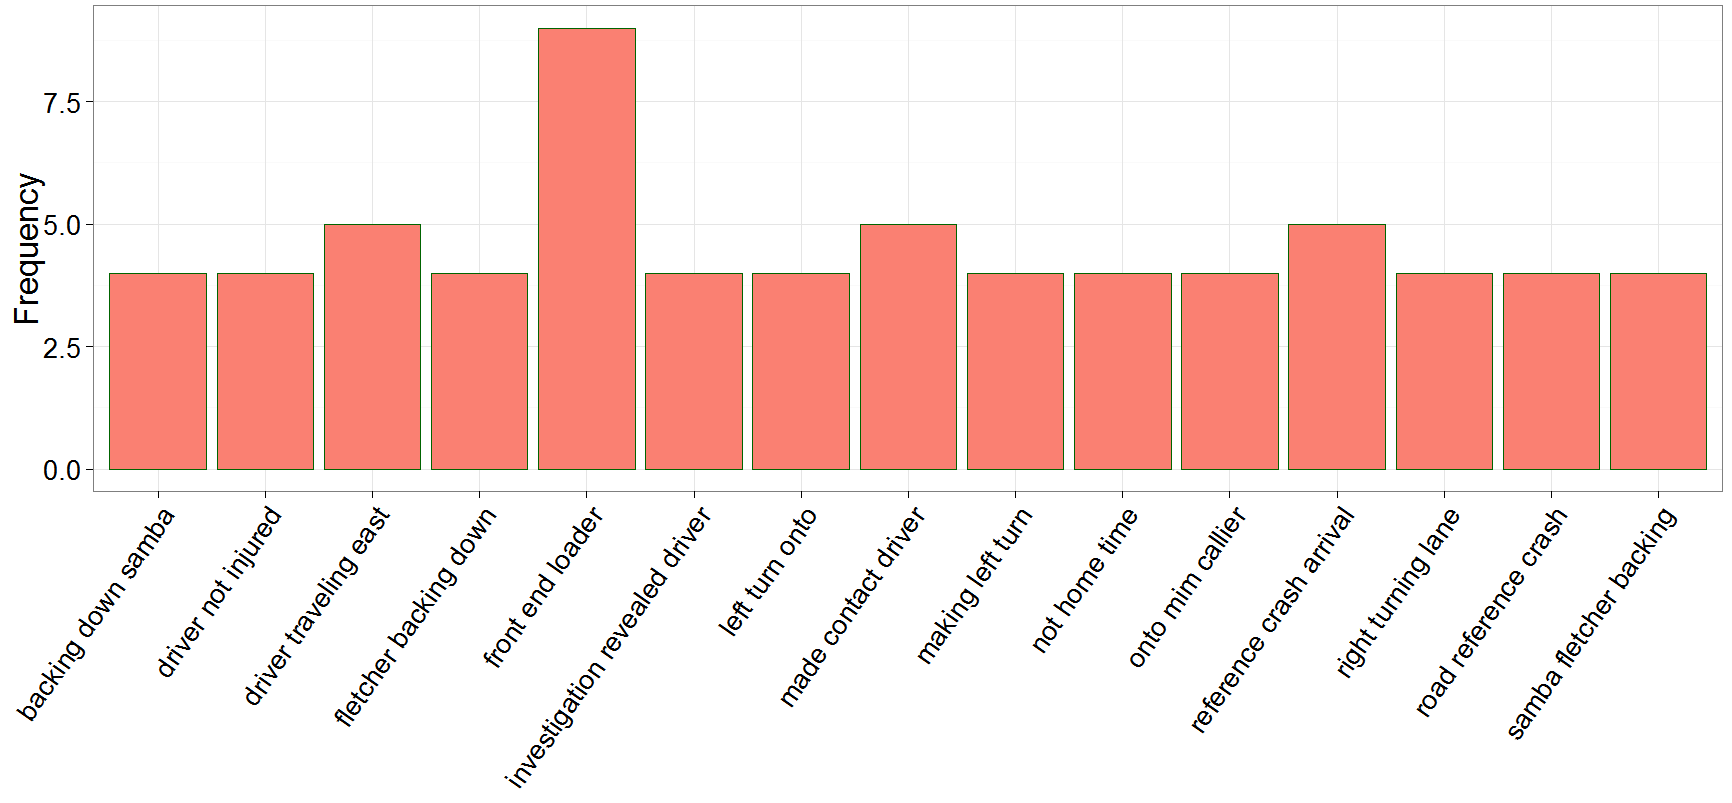 Frequency
7.5
5.0
2.5
0.0
backing down samba
driver not injured
driver traveling east
fletcher backing down
front end loader
investigation revealed driver
left turn onto
made contact driver
making left turn
not home time
onto mim callier
reference crash arrival
right turning lane
road reference crash
samba fletcher backing